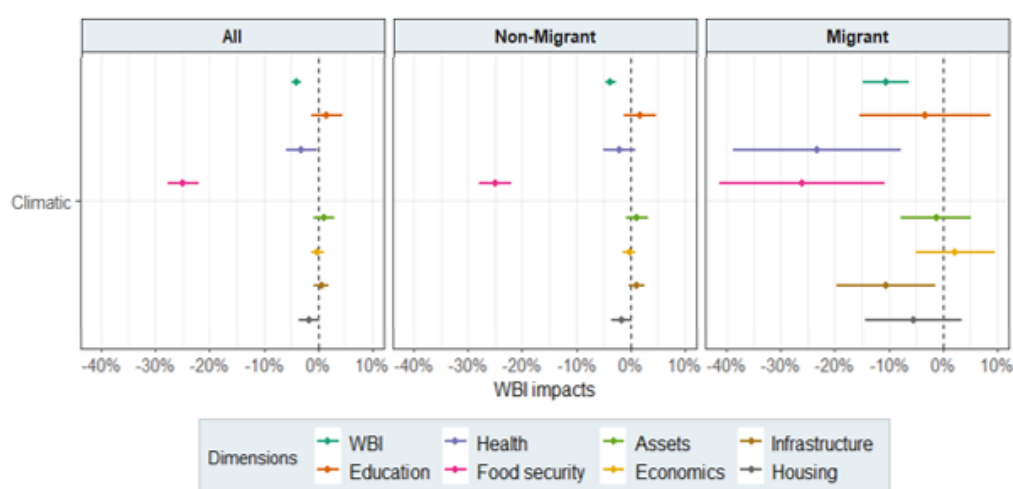 All Non-Migrant Migrant
Climatic
-40% -30% -20% -10% 0% 10% -40% -30% -20% -10% 0% 10% -40% -30% -20% -10% 0% 10%
WBI impacts
Dimensions
WBI Health Assets Infrastructure
Education Food security Economics Housing